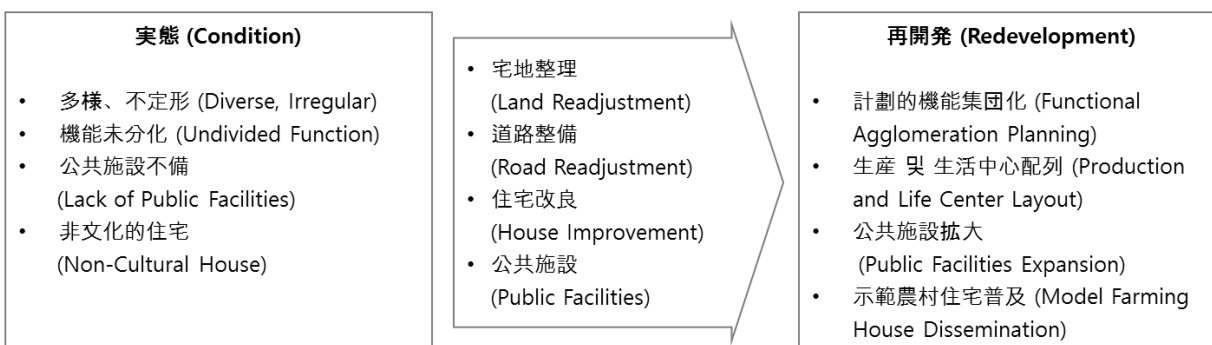 実態 (Condition)
• 多様、不定形 (Diverse, Irregular)
• 機能未分化 (Undivided Function)
• 公共施設不備
(Lack of Public Facilities)
• 非文化的住宅
(Non-Cultural House)
• 宅地整理
(Land Readjustment)
• 道路整備
(Road Readjustment)
• 住宅改良
(House Improvement)
• 公共施設
(Public Facilities)
再開発 (Redevelopment)
• 計劃的機能集団化 (Functional
Agglomeration Planning)
• 生産 및 生活中心配列 (Production
and Life Center Layout)
• 公共施設拡大
(Public Facilities Expansion)
• 示範農村住宅普及 (Model Farming
House Dissemination)